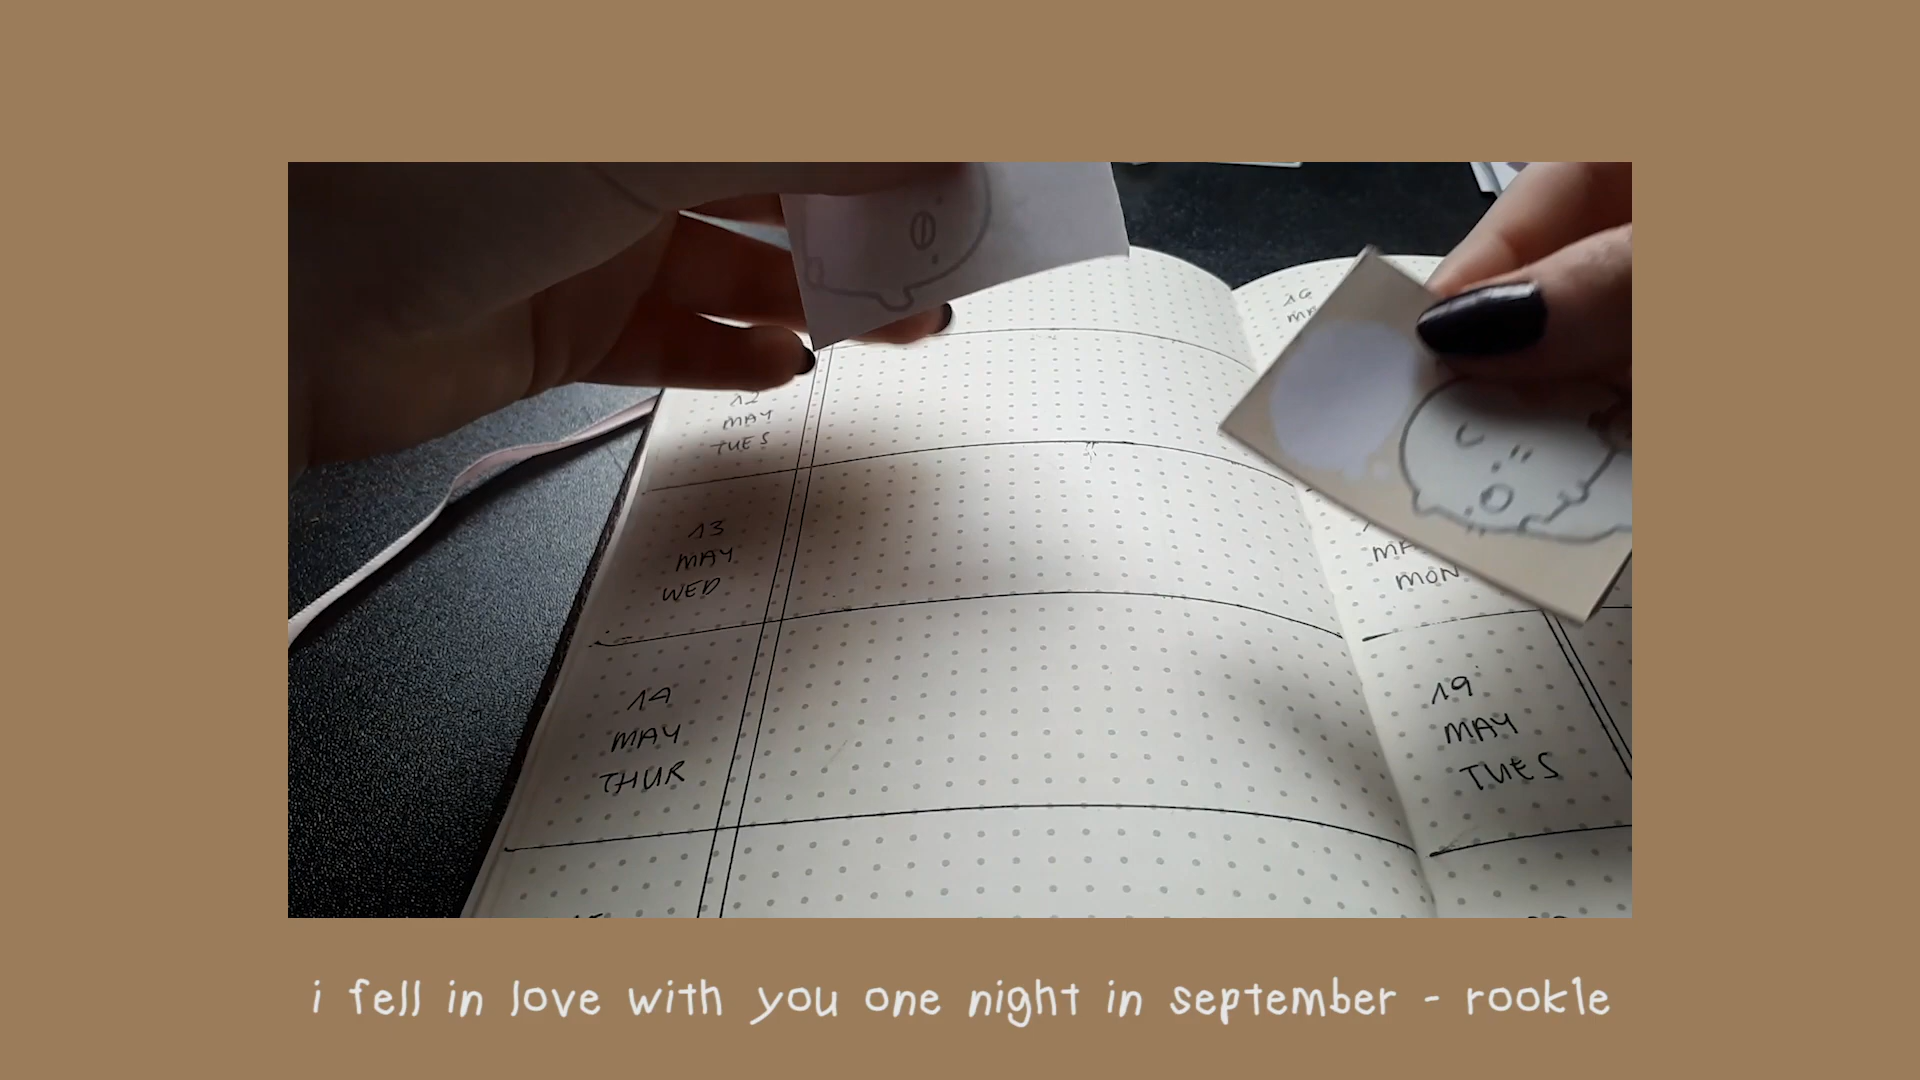 12
MAY
TUES
13
MAY
WED
14
MAY
THUR
16
MON
19
MAY
TUES
i fell in love with you one night in september - rookle